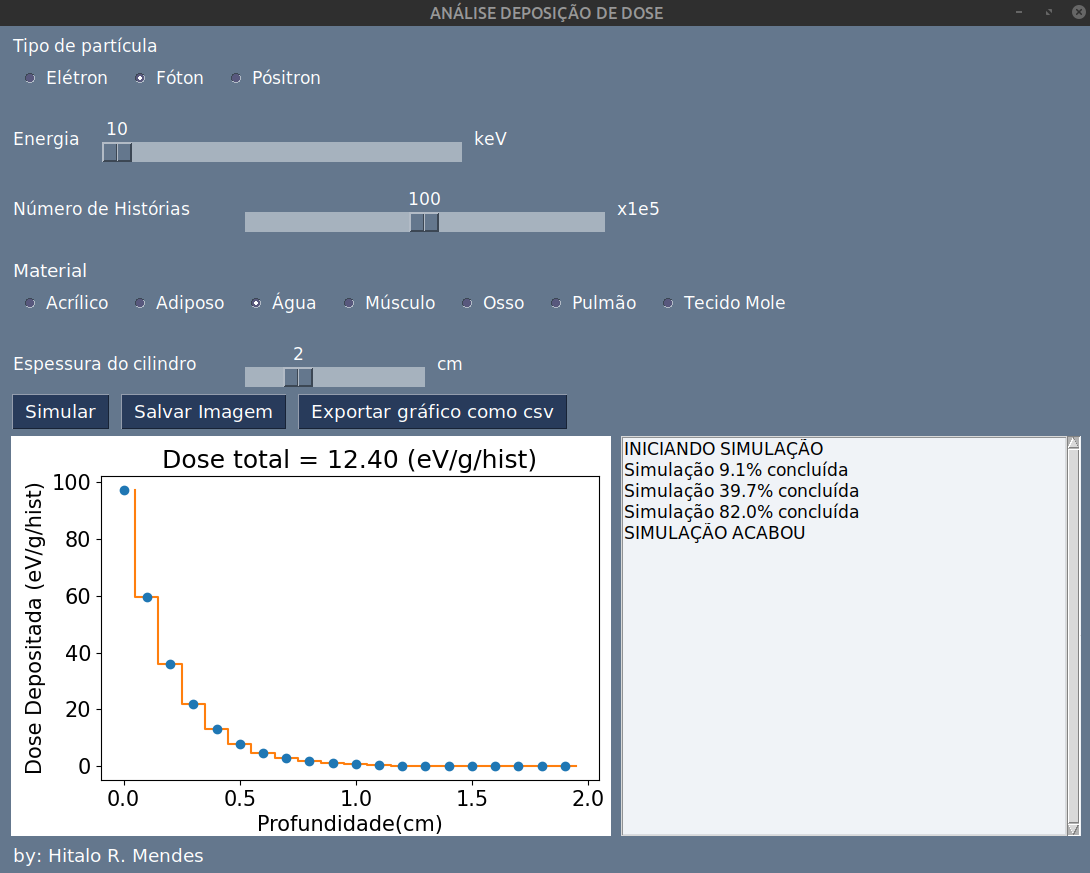 ANÁLISE DEPOSIÇÃO DE DOSE
Tipo de partícula
Elétron Fóton Pósitron
10
Energia keV
100
Número de Histórias x1e5
Material
Acrílico Adiposo Água Músculo Osso Pulmão Tecido Mole
2
Espessura do cilindro cm
Simular Salvar Imagem Exportar gráfico como csv
Dose total = 12.40 (eV/g/hist)
Dose Depositada (eV/g/hist)
100
80
60
40
20
0
0.0 0.5 1.0 1.5 2.0
Profundidade(cm)
INICIANDO SIMULAÇÃO
Simulação 9.1% concluída
Simulação 39.7% concluída
Simulação 82.0% concluída
SIMULAÇÃO ACABOU
by: Hitalo R. Mendes